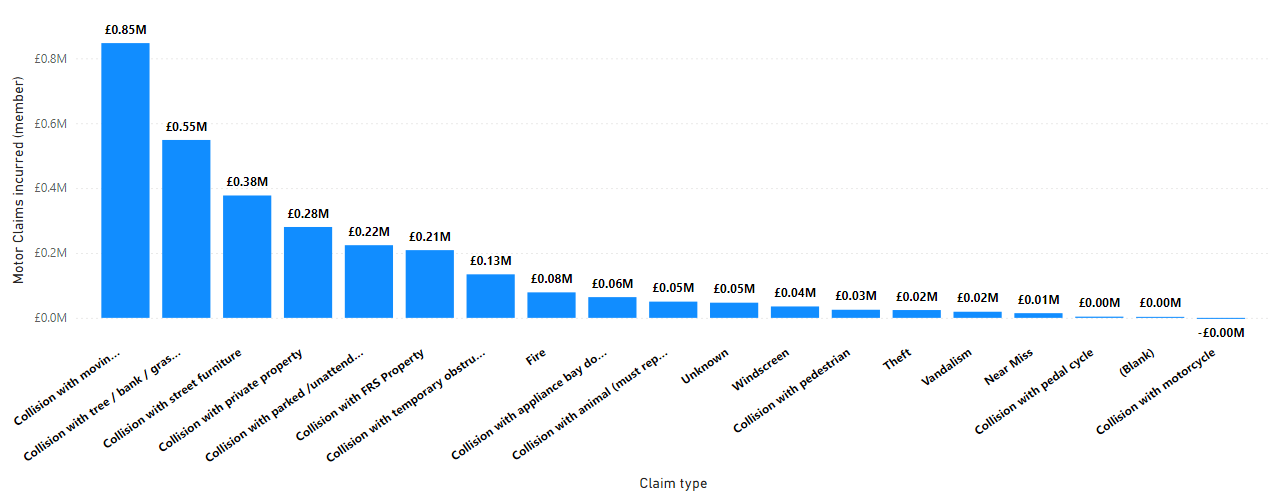 £0.85M
£0.8M
£0.6M
£0.55M
£0.4M
£0.38M
£0.28M
£0.22M
£0.21M
£0.2M
£0.13M
£0.08M
£0.06M
£0.05M
£0.05M
£0.04M
£0.03M
£0.02M
£0.02M
£0.01M
£0.00M
£0.00M
£0.0M
-£0.00M
Motor Claims incurred (member)
Collision with movin...
Collision with tree / bank / gras...
Collision with street furniture
Collision with private property
Collision with parked /unattend...
Collision with FRS Property
Collision with temporary obstru...
Fire
Collision with appliance bay do...
Collision with animal (must rep...
Unknown
Windscreen
Collision with pedestrian
Theft
Vandalism
Near Miss
Collision with pedal cycle
(Blank)
Collision with motorcycle
Claim type